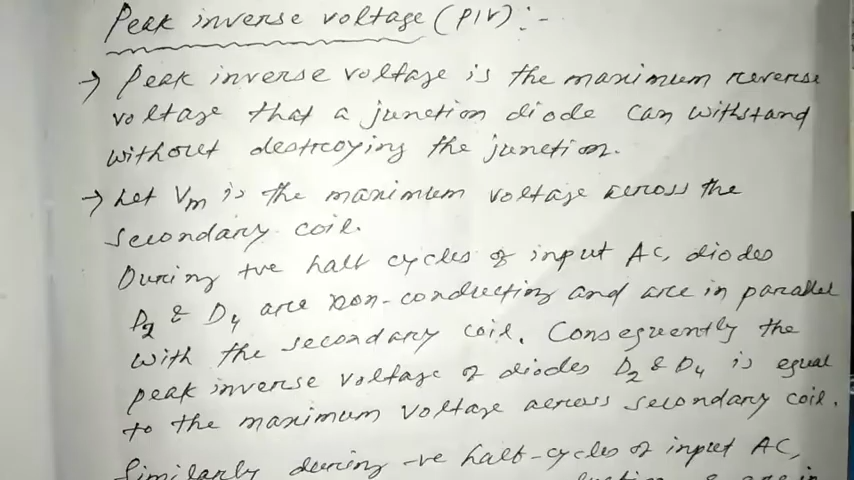 Peak inverse voltage (PIV):-
→ Peak inverse voltage is the maximum reverse
voltage that a junction diode can withstand
without destroying the junction.
→ Let Vm is the maximum voltage across the
secondary coil.
During +ve half cycles of input AC, diodes
D2 & D4 are non-conducting and are in parallel
with the secondary coil. Consequently the
peak inverse voltage of diodes D2 & D4 is equal
to the maximum voltage across secondary coil.
Similarly during -ve half-cycles of input AC,